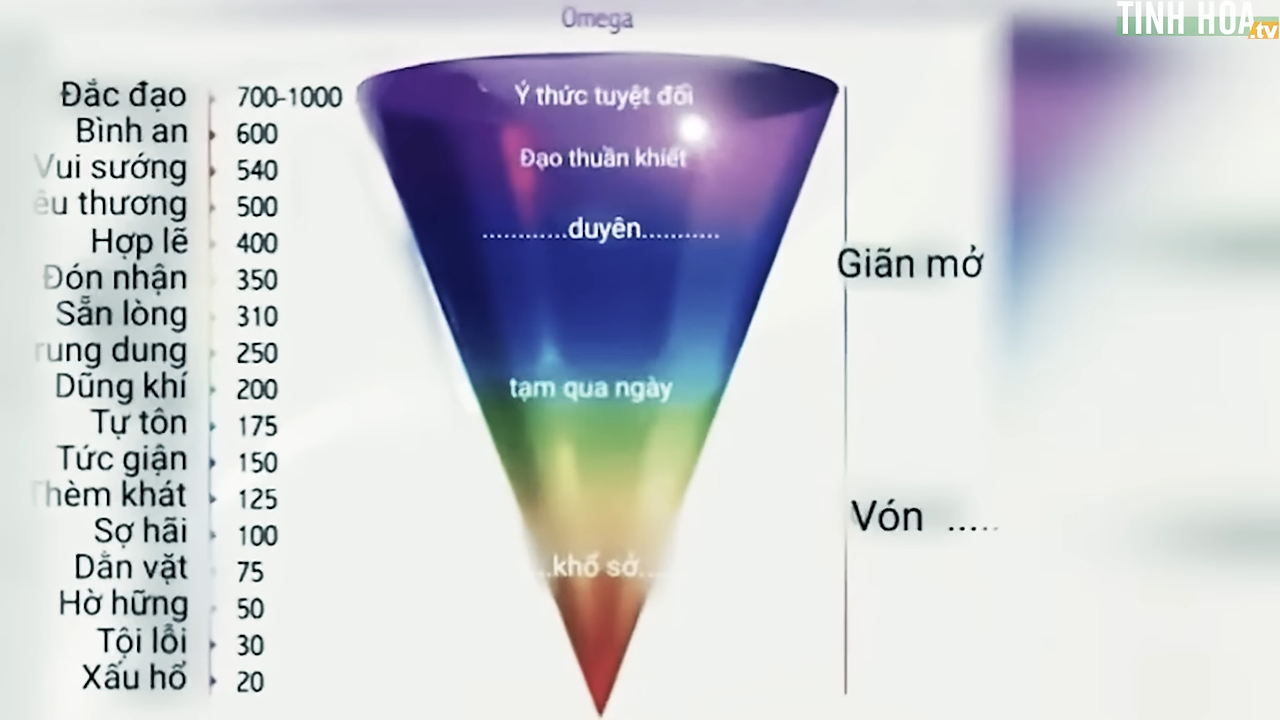 Omega
TINH HOA.tv
Đắc đạo 700-1000
Bình an 600
Vui sướng 540
êu thương 500
Hợp lẽ 400
Đón nhận 350
Sẵn lòng 310
rung dung 250
Dũng khí 200
Tự tôn 175
Tức giận 150
Thèm khát 125
Sợ hãi 100
Dằn vặt 75
Hờ hững 50
Tội lỗi 30
Xấu hổ 20
Ý thức tuyệt đối
Đạo thuần khiết
............duyên...........
tạm qua ngày
...khổ sở....
Giãn mở
Vón .....